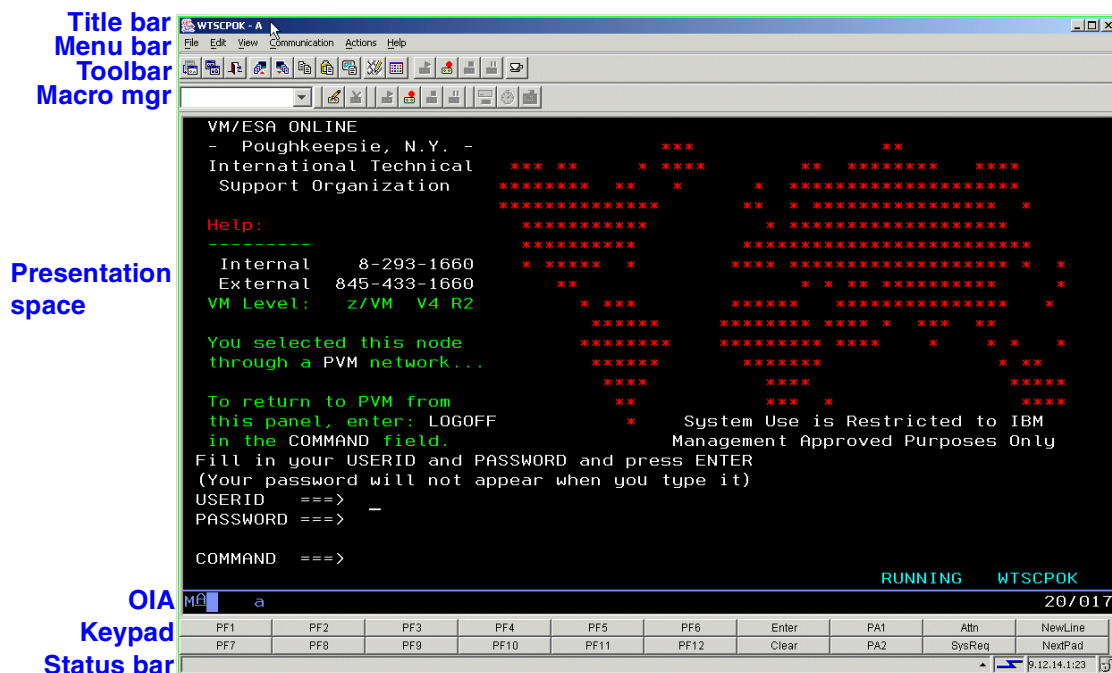 Title bar
WTSCPOK - A
Menu bar
File Edit View Communication Actions Help
Toolbar
Macro mgr
VM/ESA ONLINE
- Poughkeepsie, N.Y. -
*** **
International Technical
*** ** * **** ** ******** ****
Support Organization
******** ** * * ********************
************** ** * **************** *
Help:
*********** * *******************
---------
********** *************************
Internal 8-293-1660
* ***** * **** ****************** * *
External 845-433-1660
** * * ** ********** *
VM Level: z/VM V4 R2
* *** ****** *************** *
****** ******** **** * *** **
You selected this node
******** ********* **** * * * *
through a PVM network...
****** ******* * **
**** **** *****
To return to PVM from
** *** * ****
this panel, enter: LOGOFF
* System Use is Restricted to IBM
in the COMMAND field.
Management Approved Purposes Only
Fill in your USERID and PASSWORD and press ENTER
(Your password will not appear when you type it)
USERID ===> _
PASSWORD ===>
COMMAND ===>
RUNNING WTSCPOK
Presentation
space
OIA
MA a 20/017
Keypad
PF1 PF2 PF3 PF4 PF5 PF6 Enter PA1 Attn NewLine
PF7 PF8 PF9 PF10 PF11 PF12 Clear PA2 SysReq NextPad
Status bar
9.12.14.1:23